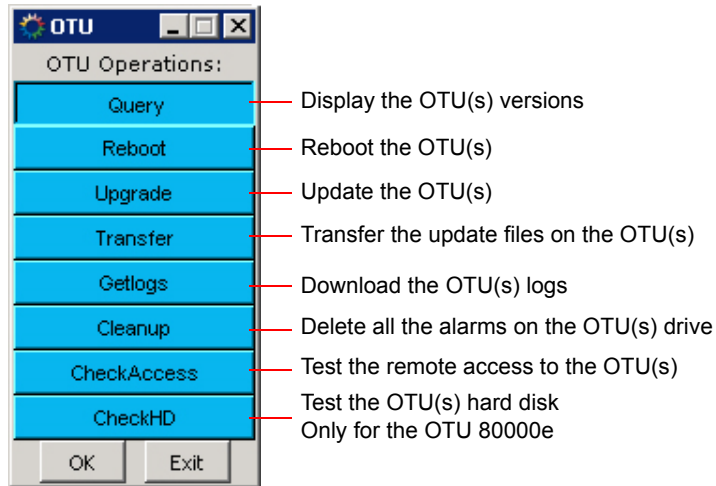 OTU
OTU Operations:
Query Display the OTU(s) versions
Reboot Reboot the OTU(s)
Upgrade Update the OTU(s)
Transfer Transfer the update files on the OTU(s)
Getlogs Download the OTU(s) logs
Cleanup Delete all the alarms on the OTU(s) drive
CheckAccess Test the remote access to the OTU(s)
CheckHD Test the OTU(s) hard disk
Only for the OTU 80000e
OK Exit